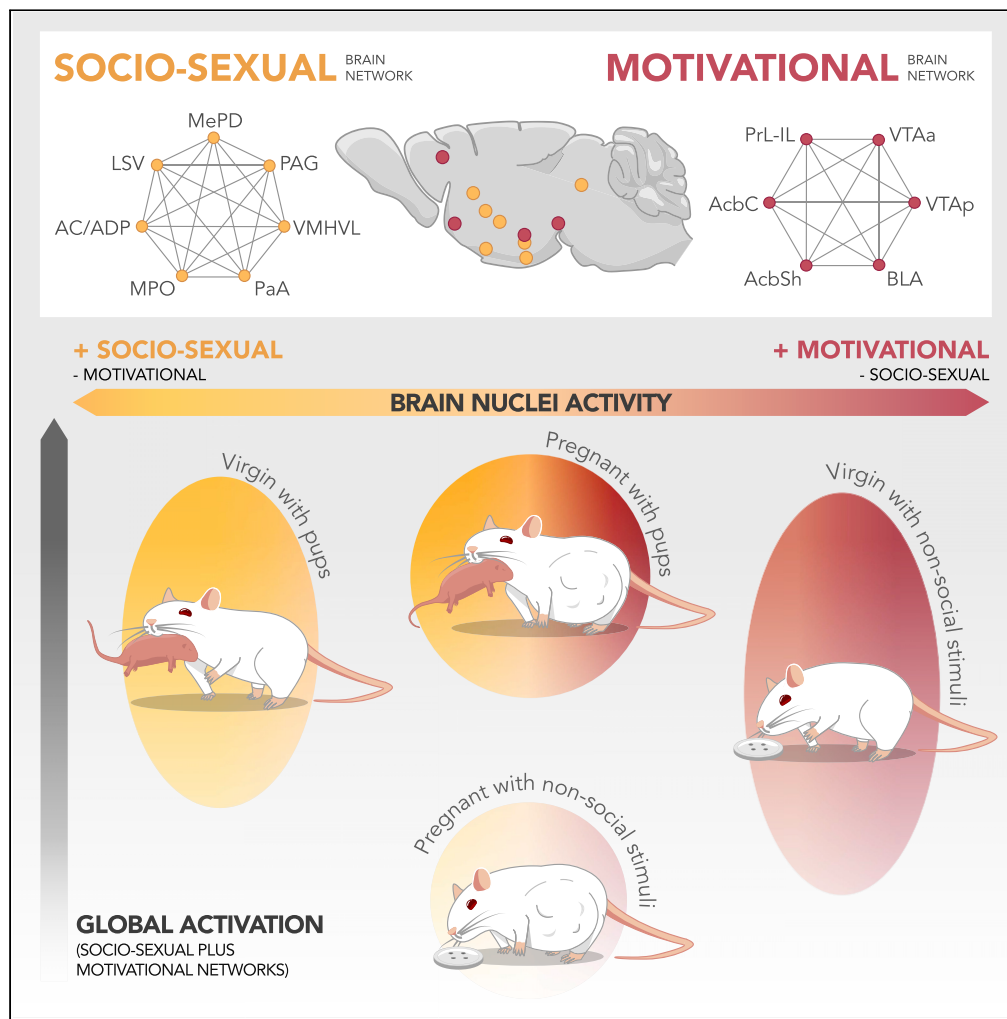 SOCIO-SEXUAL BRAIN NETWORK
MOTIVATIONAL BRAIN NETWORK
MePD
LSV
PAG
AC/ADP
VMHVL
MPO
PaA
PrL-IL
VTAa
AcbC
VTAp
AcbSh
BLA
+ SOCIO-SEXUAL
- MOTIVATIONAL
+ MOTIVATIONAL
- SOCIO-SEXUAL
BRAIN NUCLEI ACTIVITY
Virgin with pups
Pregnant with pups
Virgin with non-social stimuli
Pregnant with non-social stimuli
GLOBAL ACTIVATION
(SOCIO-SEXUAL PLUS
MOTIVATIONAL NETWORKS)